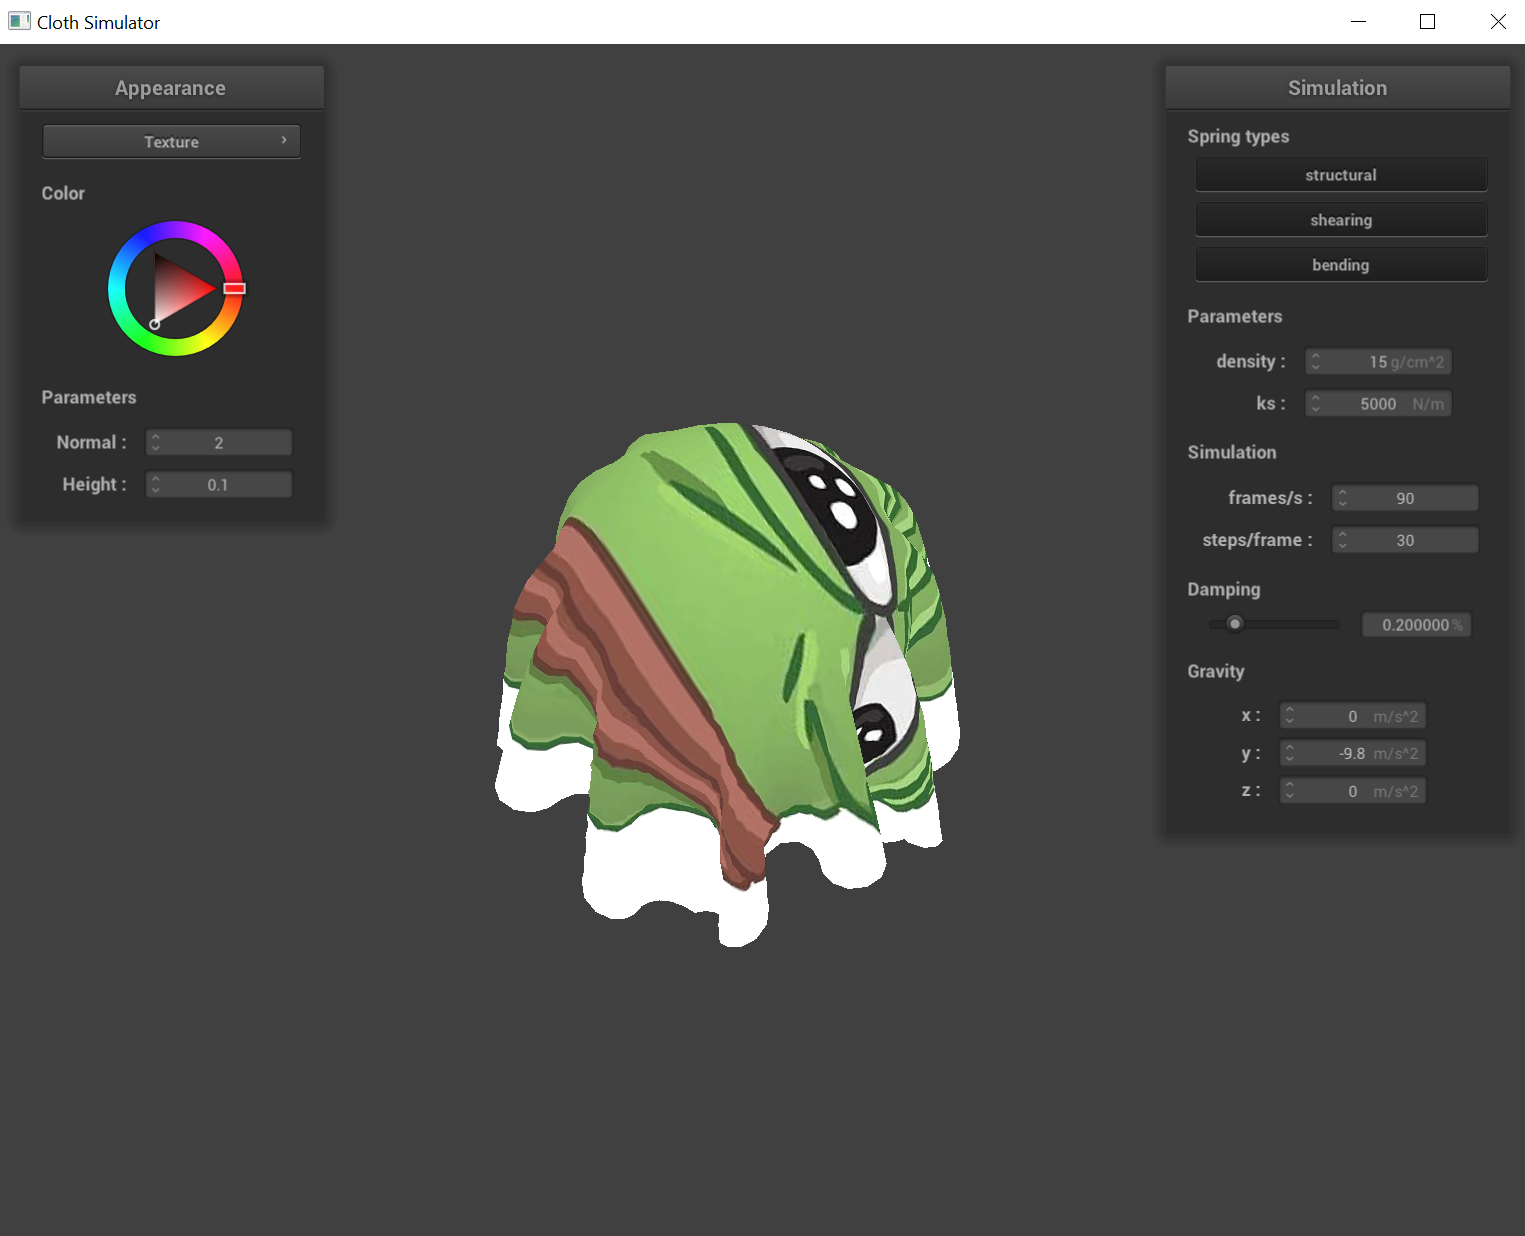 Cloth Simulator
Appearance
Texture
Color
Parameters
Normal : 2
Height : 0.1
Simulation
Spring types
structural
shearing
bending
Parameters
density : 15 g/cm^2
ks : 5000 N/m
Simulation
frames/s : 90
steps/frame : 30
Damping
0.200000 %
Gravity
x : 0 m/s^2
y : -9.8 m/s^2
z : 0 m/s^2